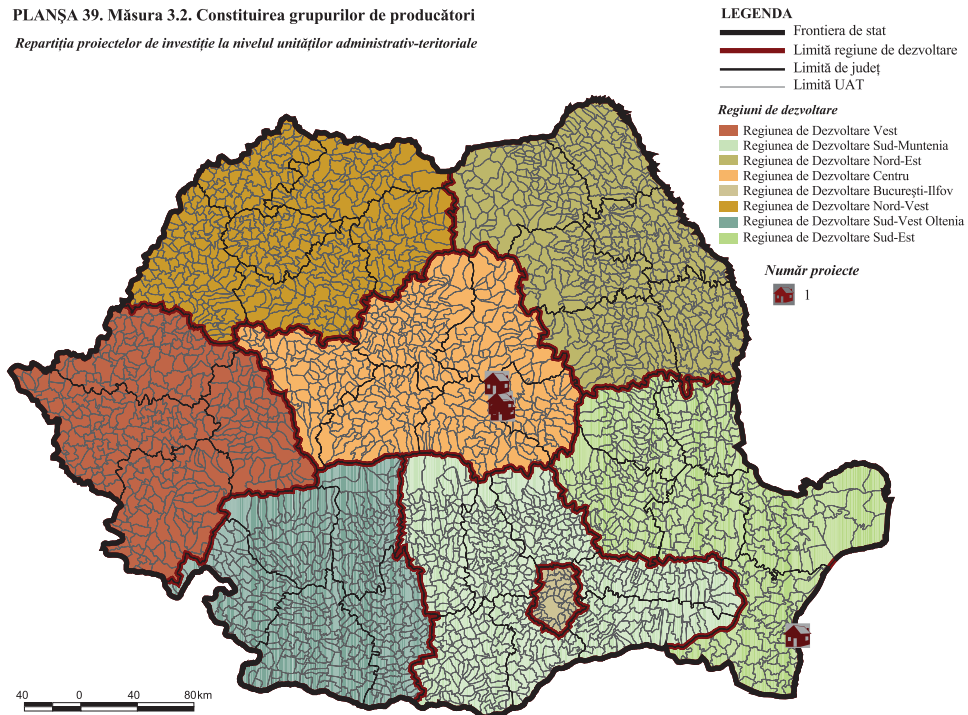 PLANȘA 39. Măsura 3.2. Constituirea grupurilor de producători
Repartiția proiectelor de investiție la nivelul unităților administrativ-teritoriale
LEGENDA
Frontiera de stat
Limită regiune de dezvoltare
Limită de județ
Limită UAT
Regiuni de dezvoltare
Regiunea de Dezvoltare Vest
Regiunea de Dezvoltare Sud-Muntenia
Regiunea de Dezvoltare Nord-Est
Regiunea de Dezvoltare Centru
Regiunea de Dezvoltare București-Ilfov
Regiunea de Dezvoltare Nord-Vest
Regiunea de Dezvoltare Sud-Vest Oltenia
Regiunea de Dezvoltare Sud-Est
Număr proiecte
1
40 0 40 80 km